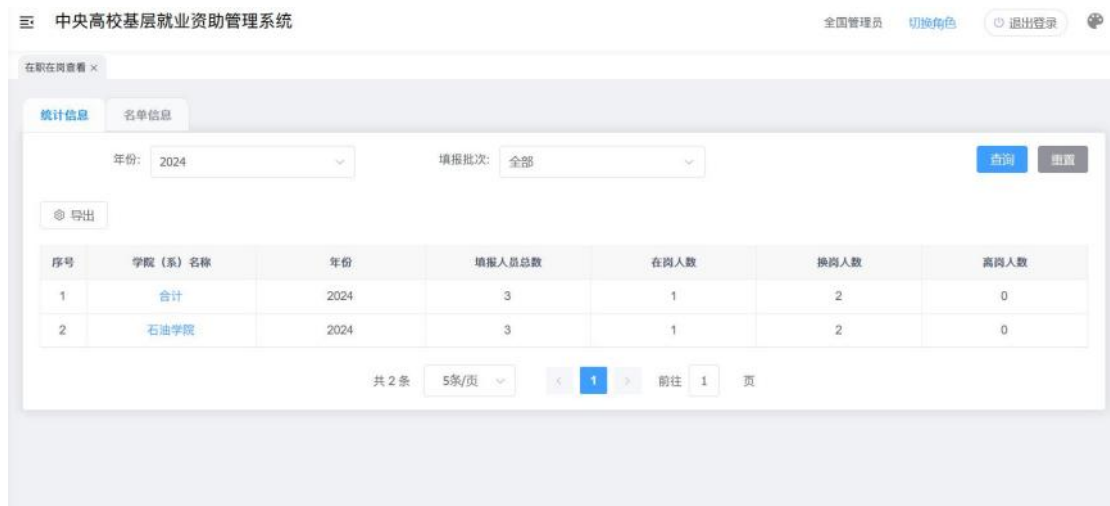 中央高校基层就业资助管理系统 全国管理员 切换角色 退出登录
在职在岗查看 ×
统计信息 名单信息
年份: 2024 填报批次: 全部 查询 重置
导出
序号 学院（系）名称 年份 填报人员总数 在岗人数 换岗人数 离岗人数
1 合计 2024 3 1 2 0
2 石油学院 2024 3 1 2 0
共 2 条 5条/页 < 1 > 前往 1 页